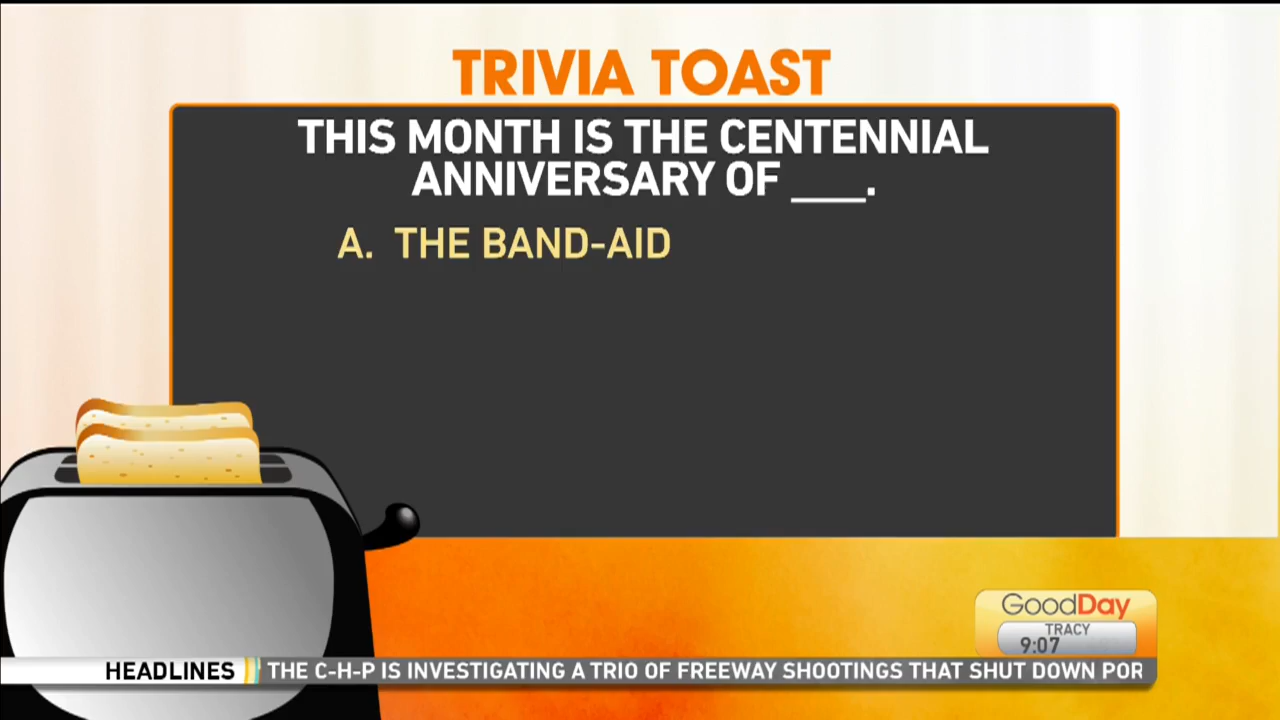 TRIVIA TOAST
THIS MONTH IS THE CENTENNIAL
ANNIVERSARY OF ___.
A. THE BAND-AID
GoodDay
TRACY
9:07
HEADLINES THE C-H-P IS INVESTIGATING A TRIO OF FREEWAY SHOOTINGS THAT SHUT DOWN POR